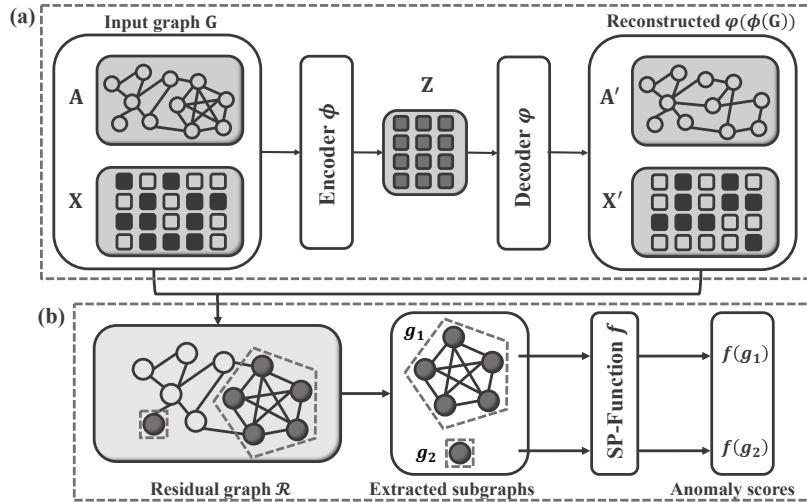 (a)
Input graph G
Reconstructed φ(ϕ(G))
A
X
Encoder ϕ
Z
Decoder φ
A′
X′
(b)
g₁
g₂
SP-Function f
f(g₁)
f(g₂)
Residual graph ℛ
Extracted subgraphs
Anomaly scores